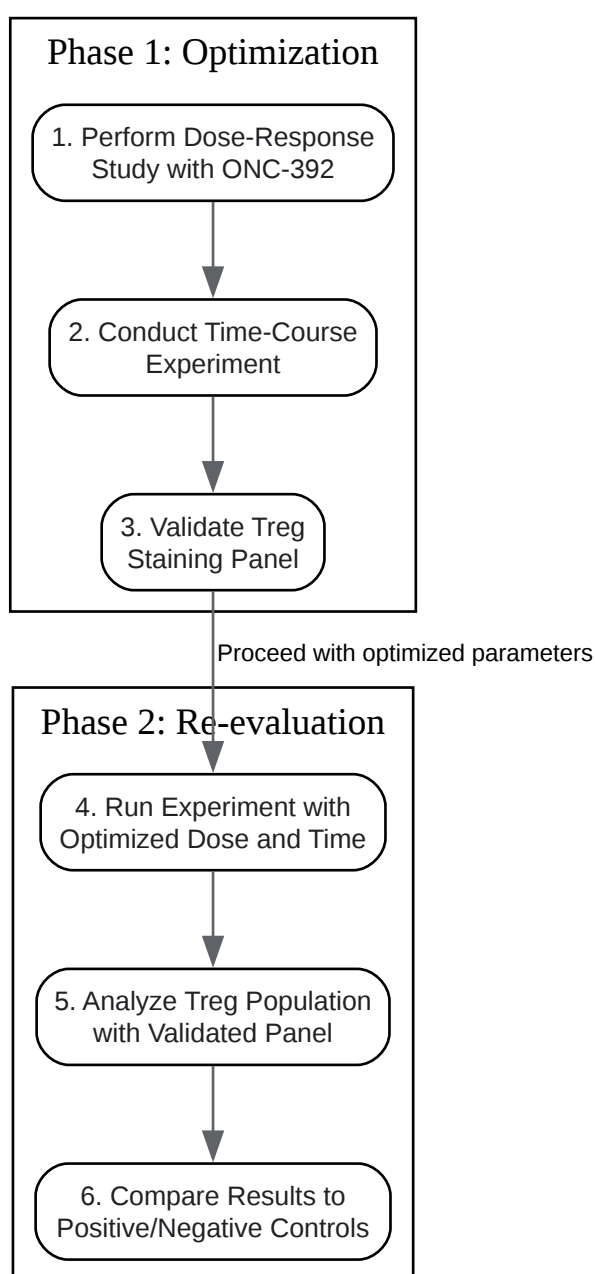 Phase 1: Optimization
1. Perform Dose-Response
Study with ONC-392
2. Conduct Time-Course
Experiment
3. Validate Treg
Staining Panel
Proceed with optimized parameters
Phase 2: Re-evaluation
4. Run Experiment with
Optimized Dose and Time
5. Analyze Treg Population
with Validated Panel
6. Compare Results to
Positive/Negative Controls